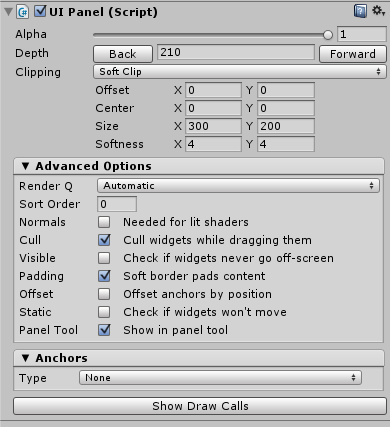 UI Panel (Script)
Alpha 1
Depth Back 210 Forward
Clipping Soft Clip
Offset X 0 Y 0
Center X 0 Y 0
Size X 300 Y 200
Softness X 4 Y 4
▼ Advanced Options
Render Q Automatic
Sort Order 0
Normals Needed for lit shaders
Cull Cull widgets while dragging them
Visible Check if widgets never go off-screen
Padding Soft border pads content
Offset Offset anchors by position
Static Check if widgets won't move
Panel Tool Show in panel tool
▼ Anchors
Type None
Show Draw Calls